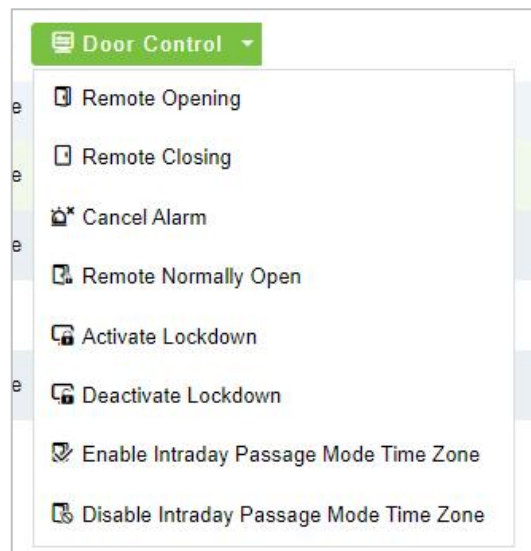 Door Control
e
Remote Opening
Remote Closing
e
Cancel Alarm
e
Remote Normally Open
Activate Lockdown
e
Deactivate Lockdown
Enable Intraday Passage Mode Time Zone
Disable Intraday Passage Mode Time Zone